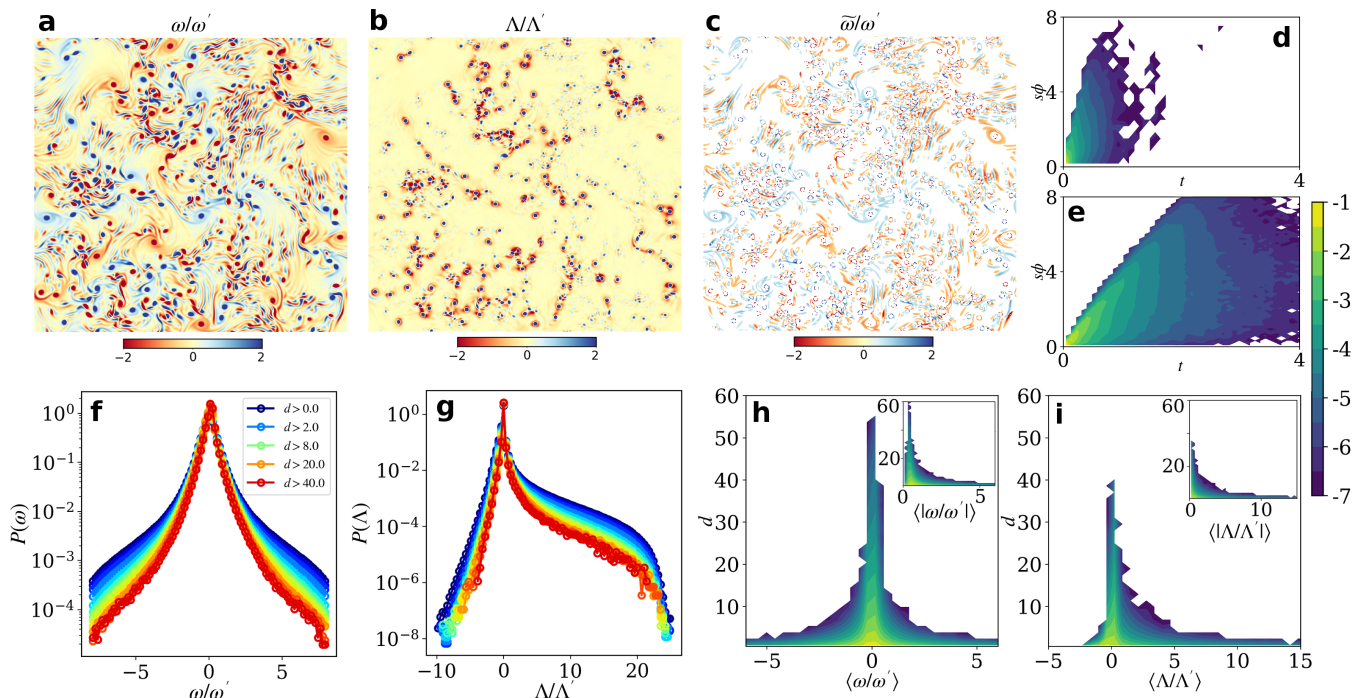 a
ω/ω′
−2
0
2
b
Λ/Λ′
−2
0
2
c
ω̃/ω′
−2
0
2
d
8
4
0
sϕ
0
t
4
e
8
4
0
sϕ
0
t
4
-1
-2
-3
-4
-5
-6
-7
f
10⁰
10⁻¹
10⁻²
10⁻³
10⁻⁴
P(ω)
d > 0.0
d > 2.0
d > 8.0
d > 20.0
d > 40.0
−5
0
5
ω/ω′
g
10⁰
10⁻²
10⁻⁴
10⁻⁶
10⁻⁸
P(Λ)
−10
0
10
20
Λ/Λ′
h
60
50
40
30
20
10
d
−5
0
5
⟨ω/ω′⟩
60
20
0
5
⟨|ω/ω′|⟩
i
60
50
40
30
20
10
d
−5
0
5
10
15
⟨Λ/Λ′⟩
60
20
0
10
⟨|Λ/Λ′|⟩